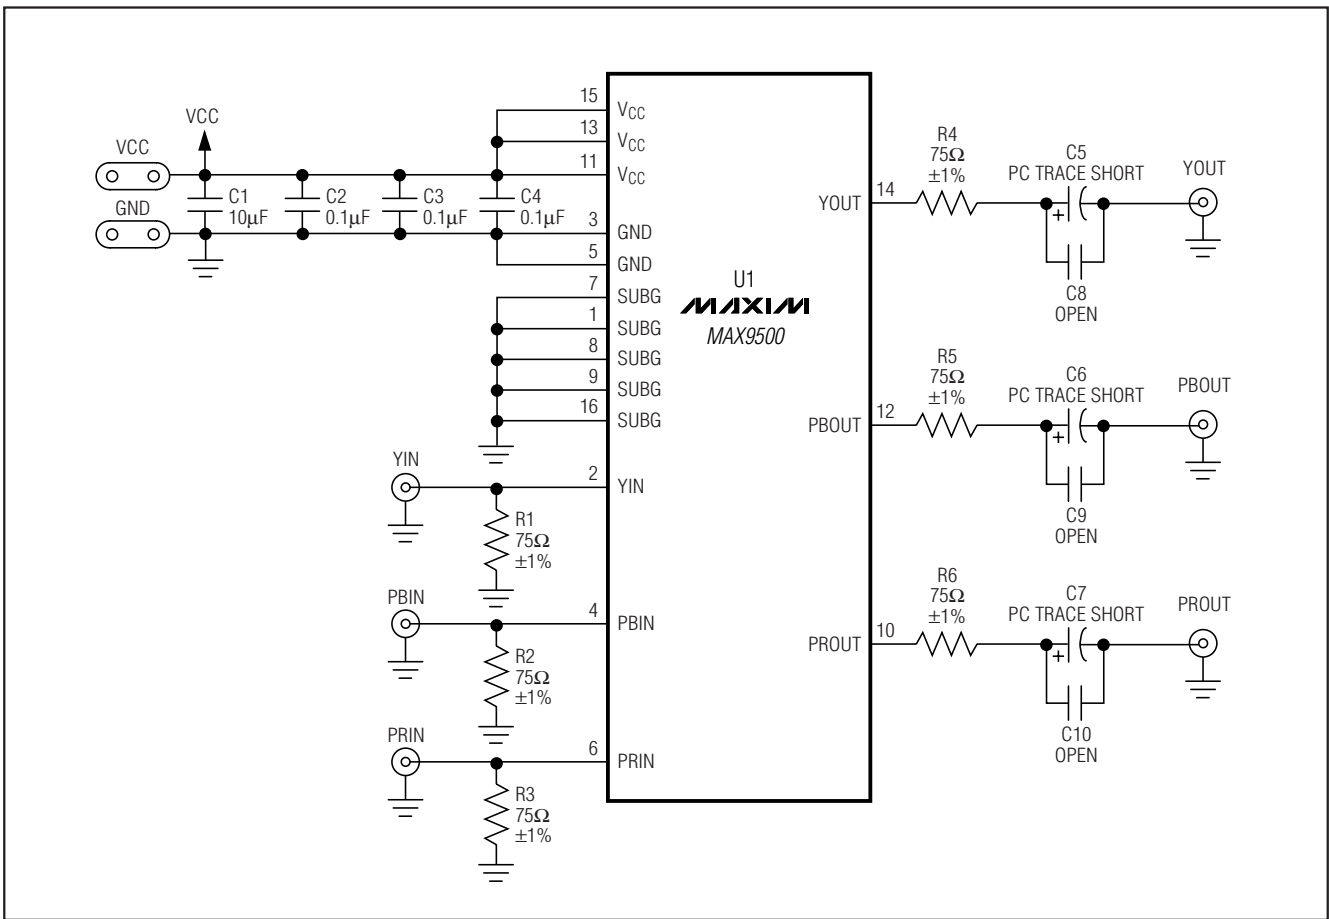 VCC
VCC
GND
C1
10µF
C2
0.1µF
C3
0.1µF
C4
0.1µF
15
VCC
13
VCC
11
VCC
3
GND
5
GND
7
SUBG
1
SUBG
8
SUBG
9
SUBG
16
SUBG
YIN
2
YIN
R1
75Ω
±1%
PBIN
4
PBIN
R2
75Ω
±1%
PRIN
6
PRIN
R3
75Ω
±1%
U1
MAXIM
MAX9500
YOUT
14
R4
75Ω
±1%
C5
PC TRACE SHORT
+
C8
OPEN
YOUT
PBOUT
12
R5
75Ω
±1%
C6
PC TRACE SHORT
+
C9
OPEN
PBOUT
PROUT
10
R6
75Ω
±1%
C7
PC TRACE SHORT
+
C10
OPEN
PROUT